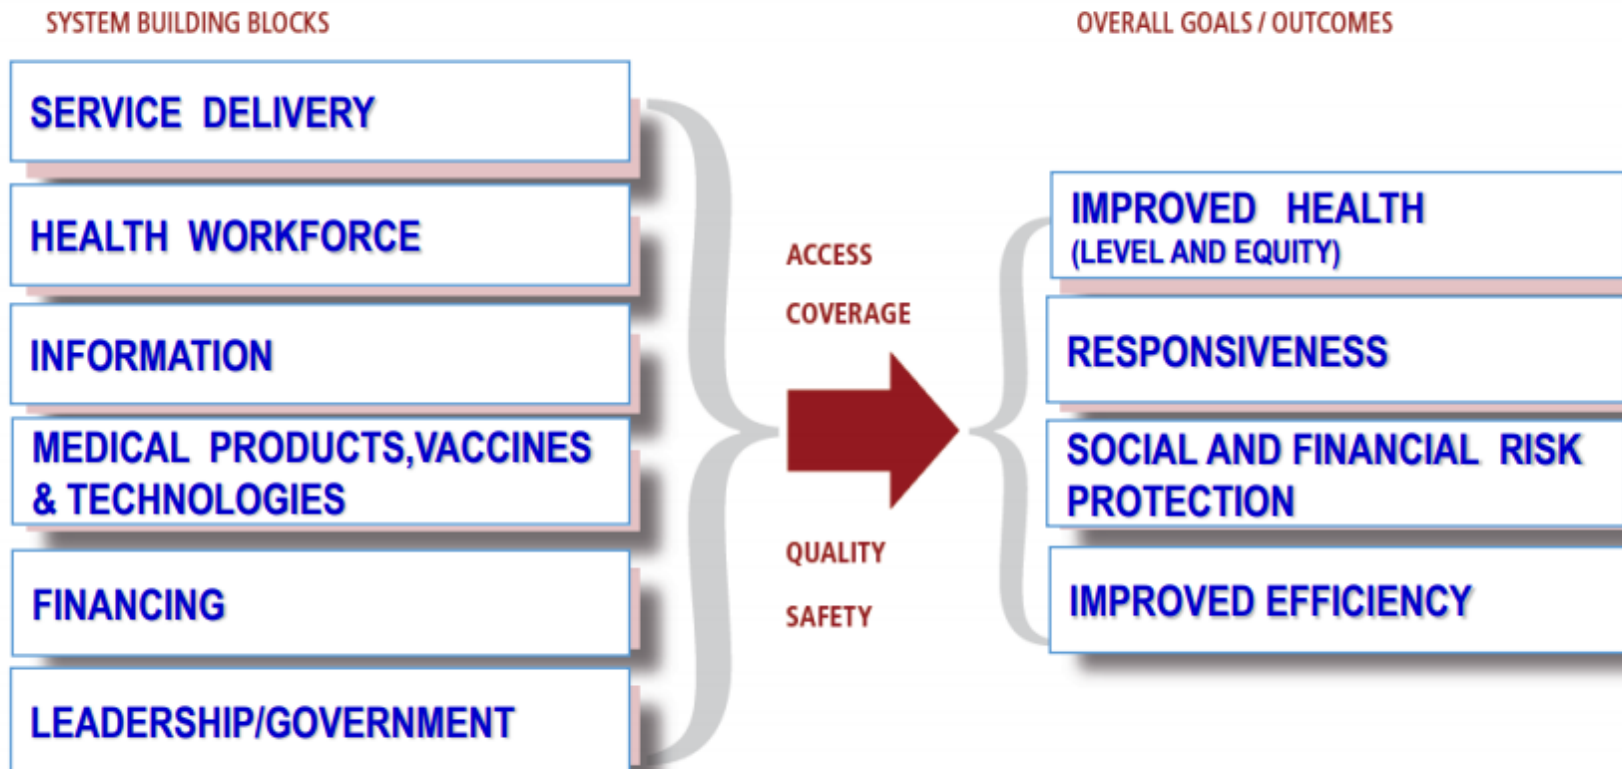 SYSTEM BUILDING BLOCKS
SERVICE DELIVERY
HEALTH WORKFORCE
INFORMATION
MEDICAL PRODUCTS,VACCINES
& TECHNOLOGIES
FINANCING
LEADERSHIP/GOVERNMENT
ACCESS
COVERAGE
QUALITY
SAFETY
OVERALL GOALS / OUTCOMES
IMPROVED HEALTH
(LEVEL AND EQUITY)
RESPONSIVENESS
SOCIAL AND FINANCIAL RISK
PROTECTION
IMPROVED EFFICIENCY